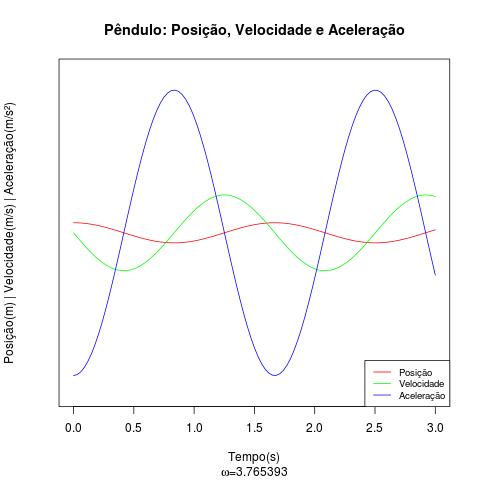 Pêndulo: Posição, Velocidade e Aceleração
Posição(m) | Velocidade(m/s) | Aceleração(m/s²)
Posição
Velocidade
Aceleração
0.0 0.5 1.0 1.5 2.0 2.5 3.0
Tempo(s)
ω=3.765393